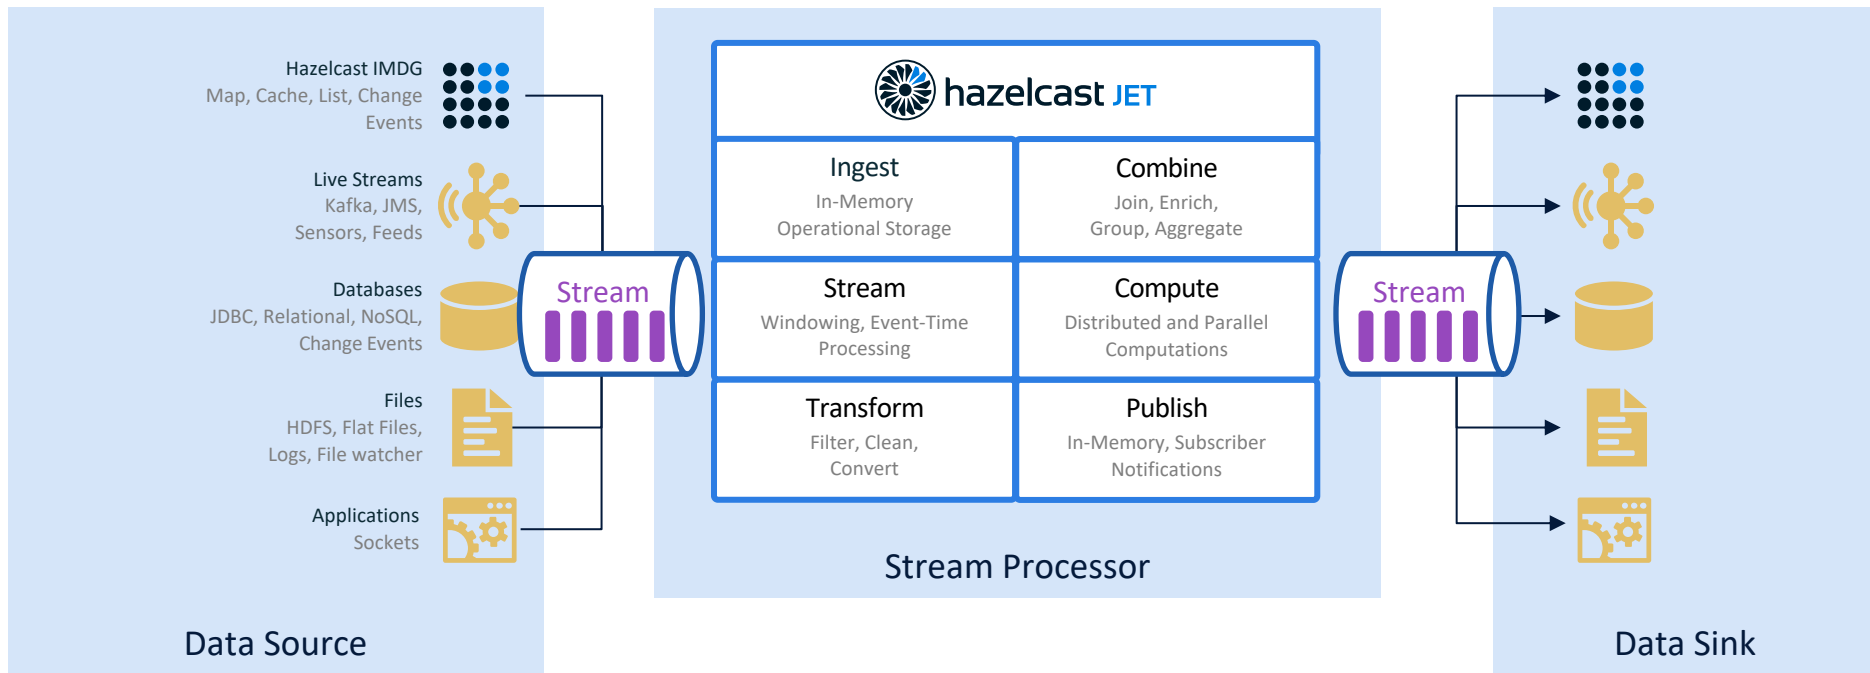 Hazelcast IMDG
Map, Cache, List, Change
Events
Live Streams
Kafka, JMS,
Sensors, Feeds
Databases
JDBC, Relational, NoSQL,
Change Events
Files
HDFS, Flat Files,
Logs, File watcher
Applications
Sockets
Data Source
Stream
hazelcast JET
Ingest
In-Memory
Operational Storage
Combine
Join, Enrich,
Group, Aggregate
Stream
Windowing, Event-Time
Processing
Compute
Distributed and Parallel
Computations
Transform
Filter, Clean,
Convert
Publish
In-Memory, Subscriber
Notifications
Stream Processor
Stream
Data Sink